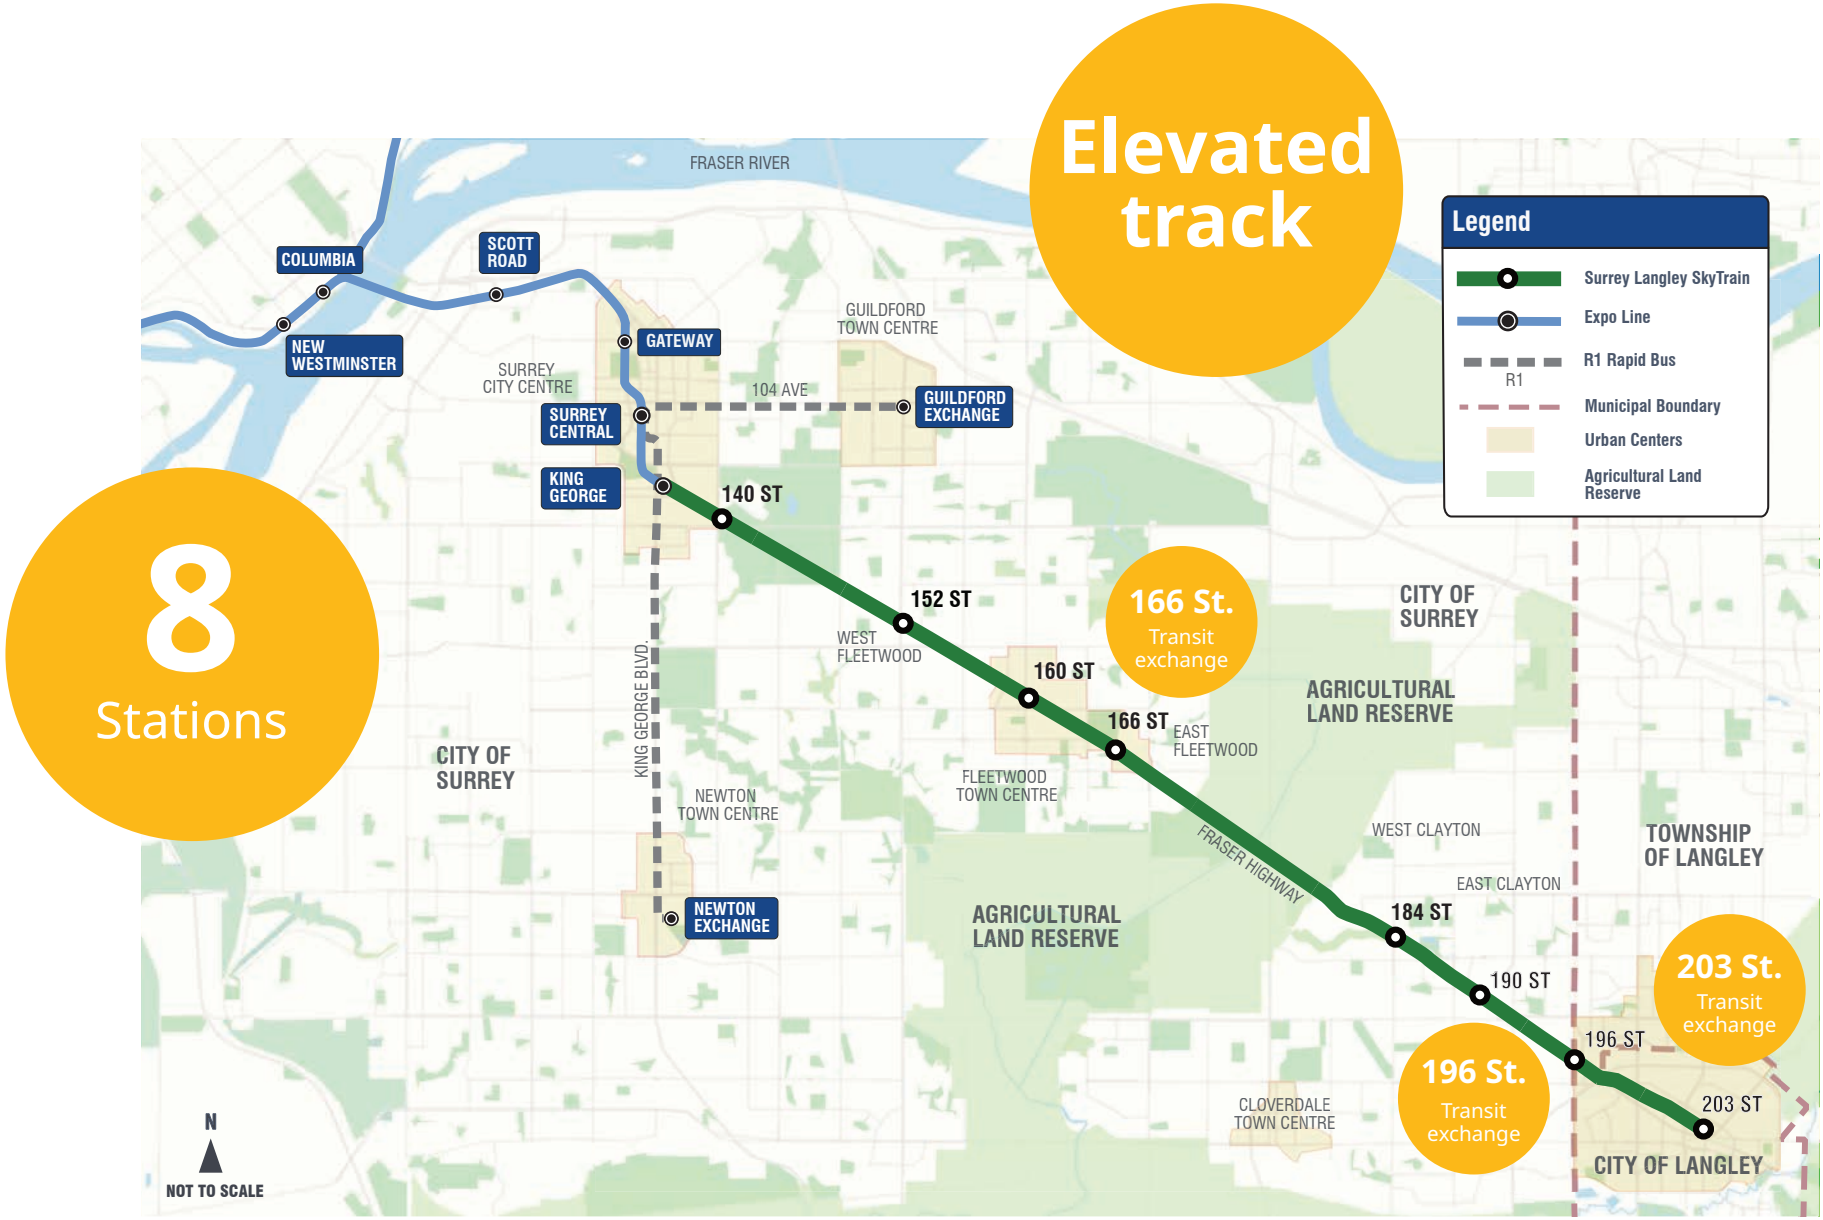 Elevated
track
FRASER RIVER
Legend
Surrey Langley SkyTrain
Expo Line
R1 Rapid Bus
R1
Municipal Boundary
Urban Centers
Agricultural Land
Reserve
COLUMBIA
SCOTT
ROAD
NEW
WESTMINSTER
GATEWAY
GUILDFORD
TOWN CENTRE
SURREY
CITY CENTRE
104 AVE
GUILDFORD
EXCHANGE
SURREY
CENTRAL
KING
GEORGE
140 ST
8
Stations
152 ST
WEST
FLEETWOOD
166 St.
Transit
exchange
CITY OF
SURREY
160 ST
166 ST
EAST
FLEETWOOD
AGRICULTURAL
LAND RESERVE
KING GEORGE BLVD.
CITY OF
SURREY
FLEETWOOD
TOWN CENTRE
NEWTON
TOWN CENTRE
FRASER HIGHWAY
WEST CLAYTON
TOWNSHIP
OF LANGLEY
EAST CLAYTON
NEWTON
EXCHANGE
AGRICULTURAL
LAND RESERVE
184 ST
190 ST
203 St.
Transit
exchange
196 ST
196 St.
Transit
exchange
203 ST
CLOVERDALE
TOWN CENTRE
CITY OF LANGLEY
N
NOT TO SCALE